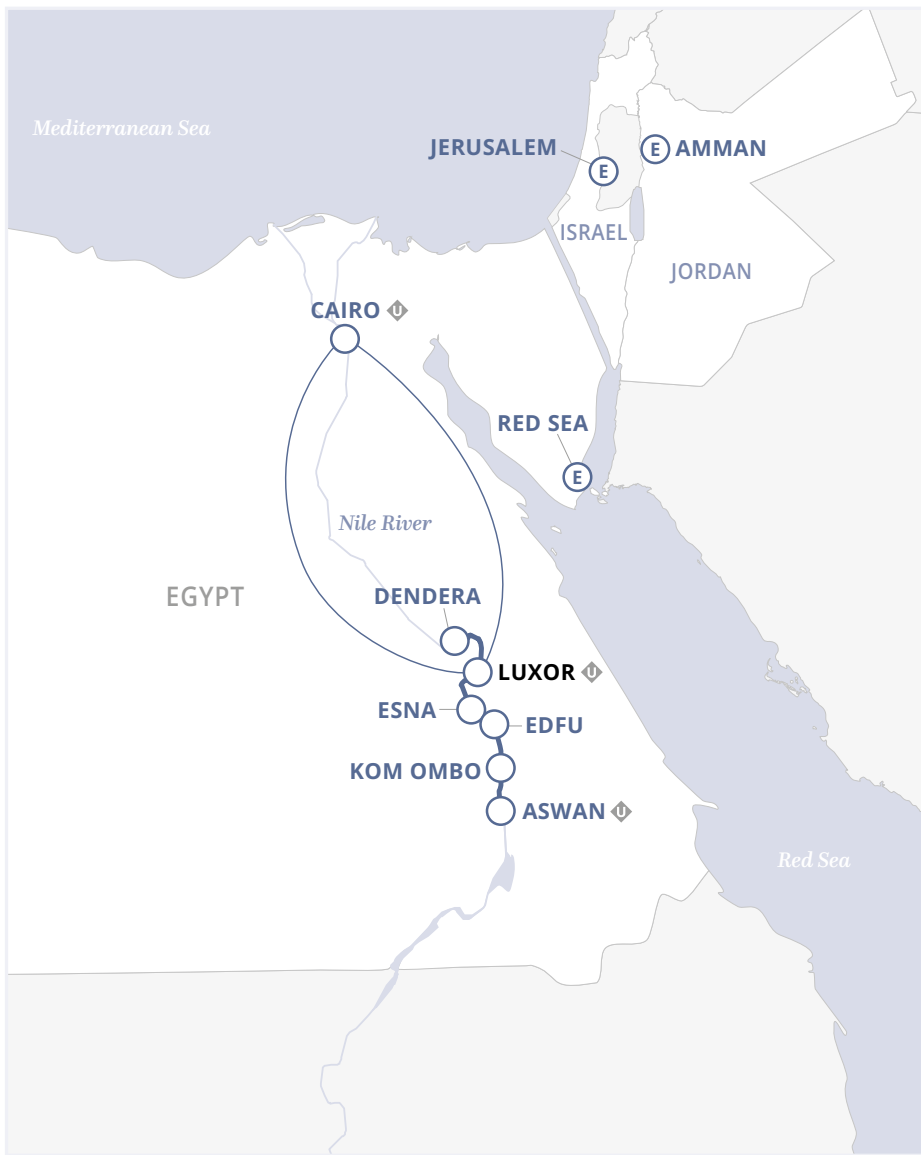 Mediterranean Sea
JERUSALEM
E
E
AMMAN
ISRAEL
JORDAN
CAIRO U
RED SEA
E
Nile River
EGYPT
DENDERA
LUXOR U
ESNA
EDFU
KOM OMBO
ASWAN U
Red Sea